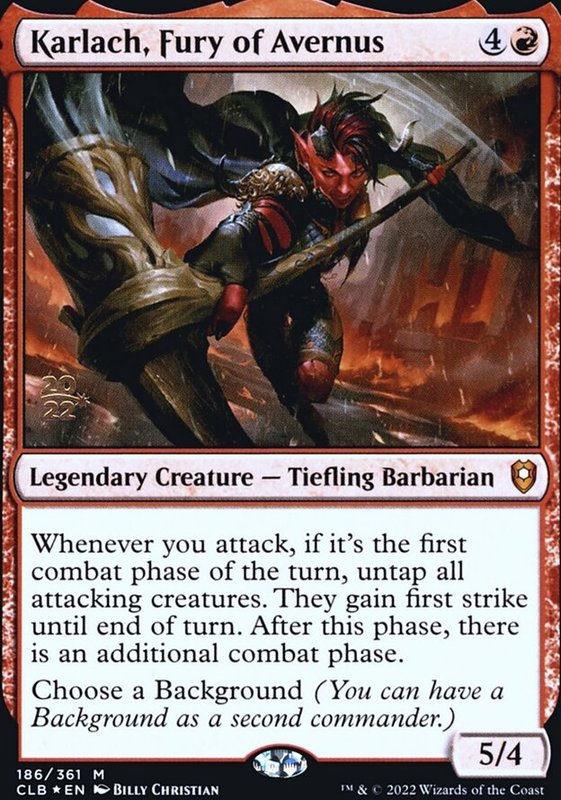 Karlach, Fury of Avernus 4
20
22
Legendary Creature — Tiefling Barbarian
Whenever you attack, if it's the first
combat phase of the turn, untap all
attacking creatures. They gain first strike
until end of turn. After this phase, there
is an additional combat phase.
Choose a Background (You can have a
Background as a second commander.)
5/4
186/361 M
CLB ★ EN Billy Christian
™ & © 2022 Wizards of the Coast